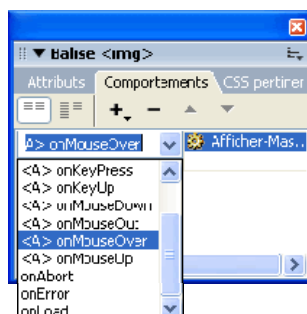 Balise <img>
Attributs Comportements CSS pertiner
A> onMouseOver Afficher-Mas...
<A> onKeyPress
<A> onKeyUp
<A> onMouseDown
<A> onMouseOut
<A> onMouseOver
<A> onMouseUp
onAbort
onError
onLoad